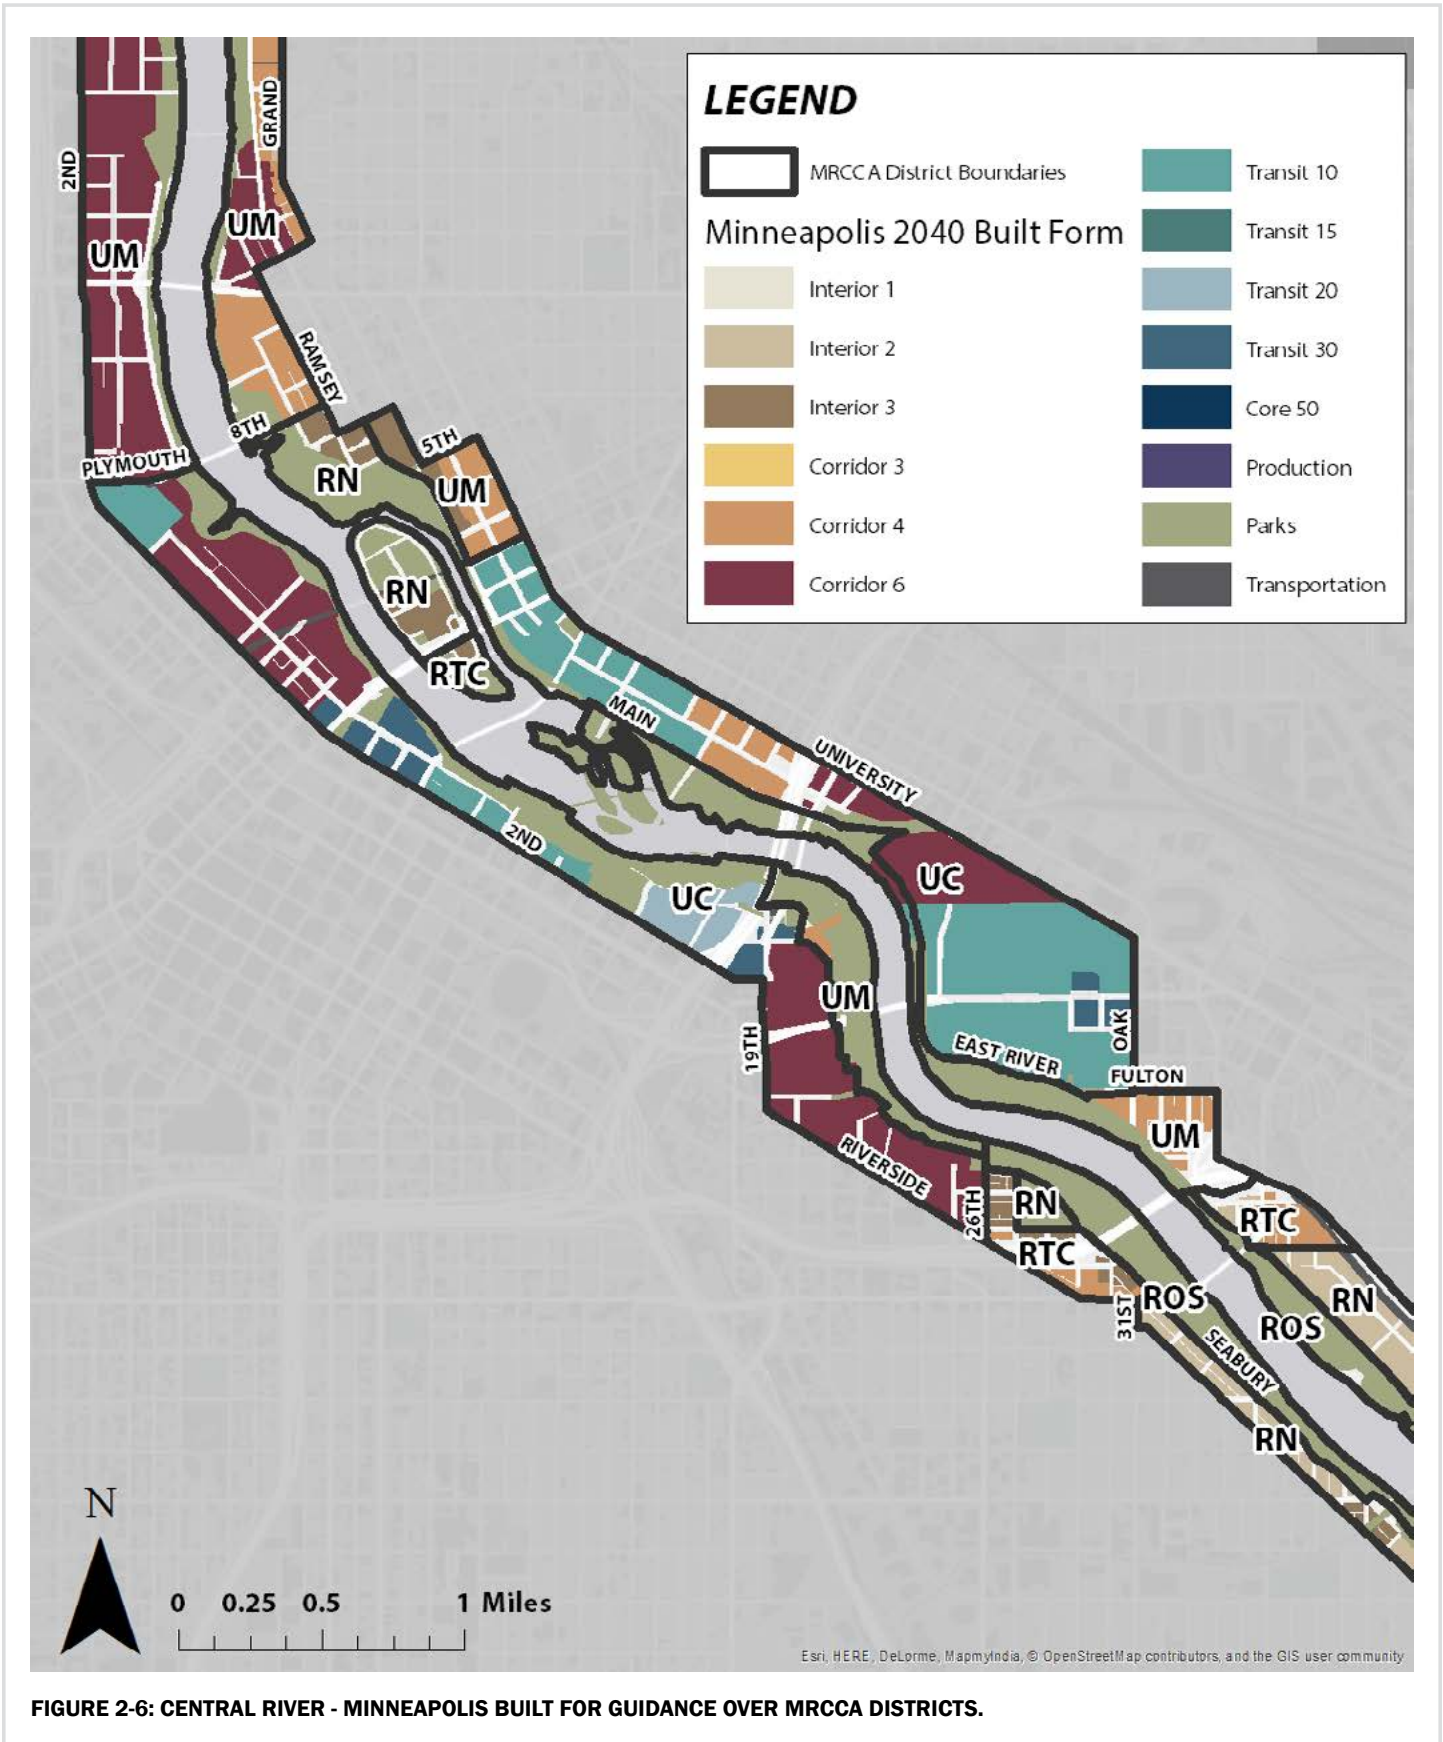 LEGEND
MRCCA District Boundaries
Minneapolis 2040 Built Form
Interior 1
Interior 2
Interior 3
Corridor 3
Corridor 4
Corridor 6
Transit 10
Transit 15
Transit 20
Transit 30
Core 50
Production
Parks
Transportation
GRAND
2ND
UM
UM
RAMSEY
8TH
5TH
PLYMOUTH
RN
UM
RN
RTC
MAIN
UNIVERSITY
2ND
UC
UC
UM
OAK
19TH
EAST RIVER
FULTON
UM
RIVERSIDE
26TH
RN
RTC
RTC
31ST
ROS
RN
ROS
SEABURY
RN
N
0 0.25 0.5 1 Miles
Esri, HERE, DeLorme, MapmyIndia, © OpenStreetMap contributors, and the GIS user community
FIGURE 2-6: CENTRAL RIVER - MINNEAPOLIS BUILT FOR GUIDANCE OVER MRCCA DISTRICTS.